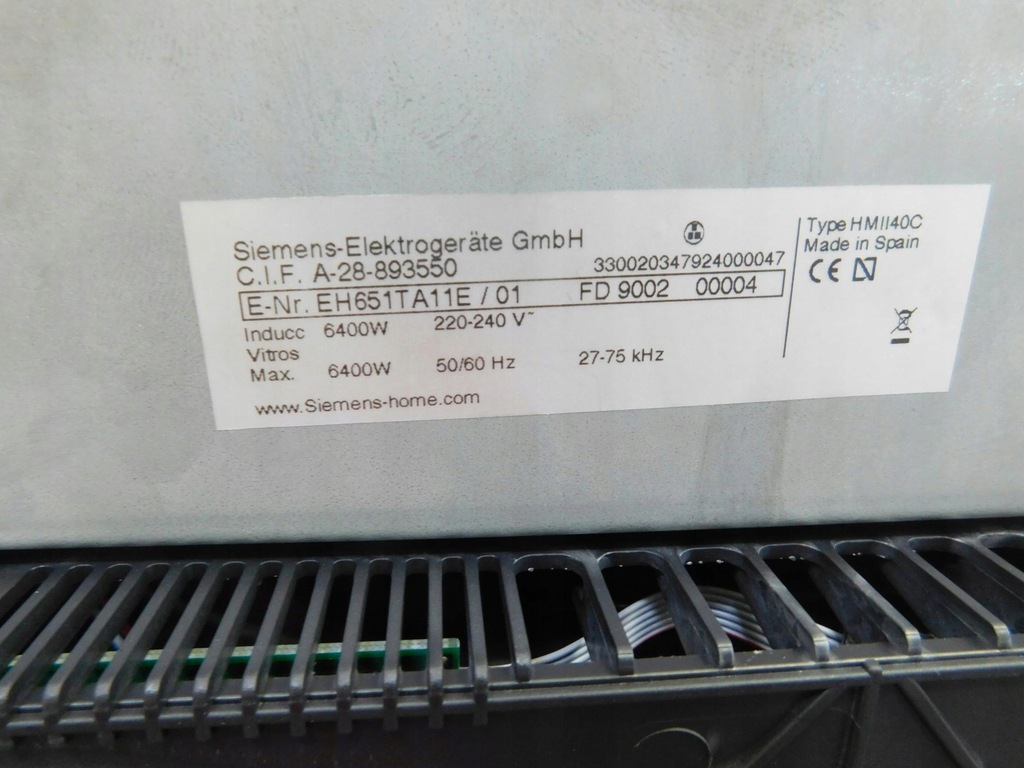 Siemens-Elektrogeräte GmbH
C.I.F. A-28-893550
330020347924000047
E-Nr. EH651TA11E / 01 FD 9002 00004
Inducc 6400W 220-240 V~
Vitros
Max. 6400W 50/60 Hz 27-75 kHz
www.Siemens-home.com
Type HMII40C
Made in Spain
CE N